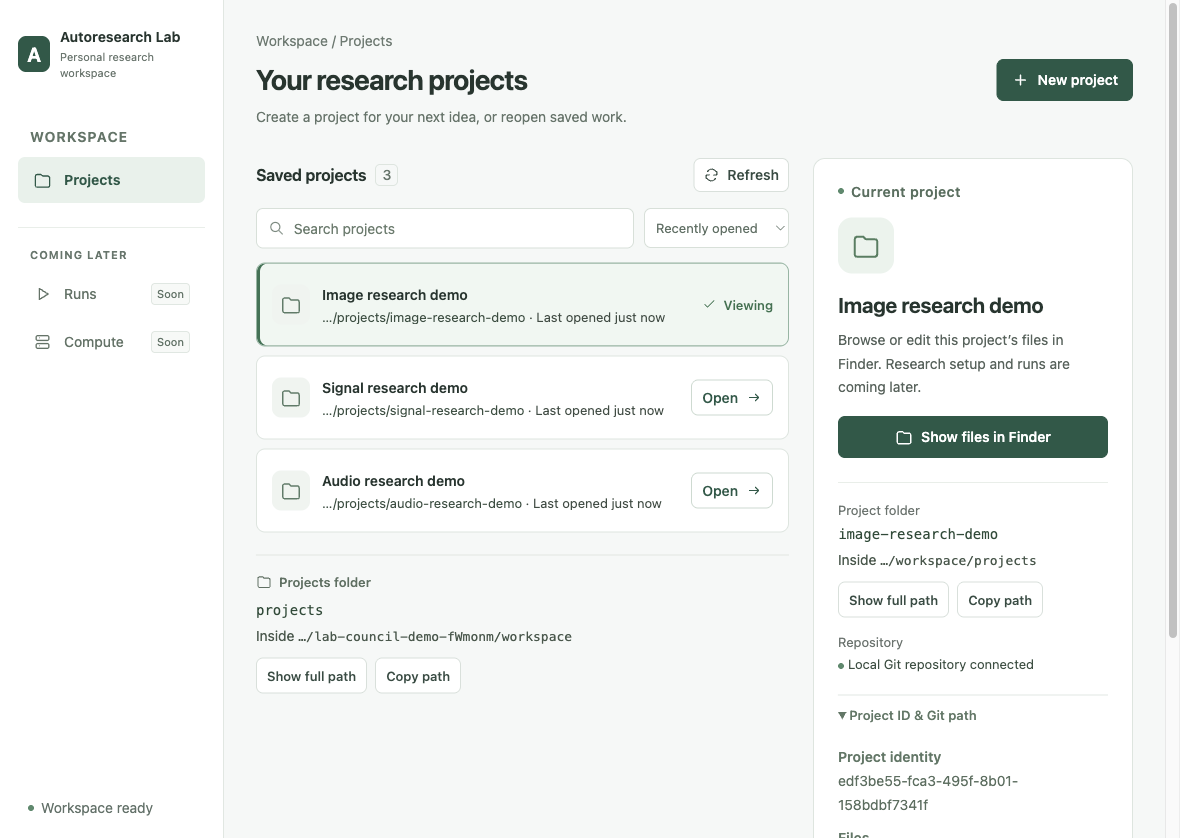 A
Autoresearch Lab
Personal research
workspace
WORKSPACE
Projects
COMING LATER
Runs
Soon
Compute
Soon
Workspace ready
Workspace / Projects
Your research projects
Create a project for your next idea, or reopen saved work.
New project
Saved projects 3
Refresh
Search projects
Recently opened
Image research demo
…/projects/image-research-demo · Last opened just now
Viewing
Signal research demo
…/projects/signal-research-demo · Last opened just now
Open
Audio research demo
…/projects/audio-research-demo · Last opened just now
Open
Projects folder
projects
Inside …/lab-council-demo-fWmonm/workspace
Show full path
Copy path
Current project
Image research demo
Browse or edit this project’s files in
Finder. Research setup and runs are
coming later.
Show files in Finder
Project folder
image-research-demo
Inside …/workspace/projects
Show full path
Copy path
Repository
Local Git repository connected
Project ID & Git path
Project identity
edf3be55-fca3-495f-8b01-
158bdbf7341f
Files